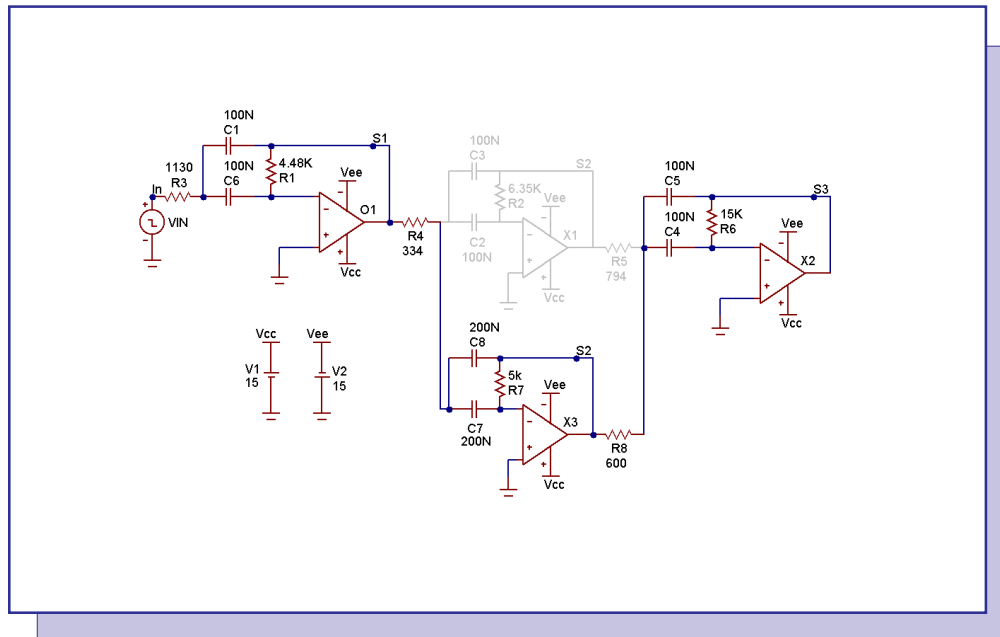 100N
C1
S1
1130
R3
100N
C6
4.48K
R1
Vee
In
VIN
O1
R4
334
Vcc
100N
C3
S2
6.35K
R2
Vee
C2
100N
X1
R5
794
Vcc
100N
C5
S3
100N
C4
15K
R6
Vee
X2
Vcc
Vcc
V1
15
Vee
V2
15
200N
C8
S2
5k
R7
Vee
C7
200N
X3
R8
600
Vcc